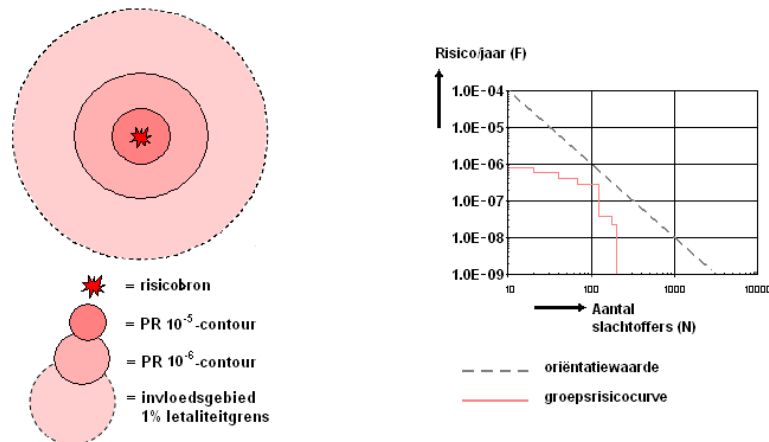 = risicobron
= PR 10⁻⁵-contour
= PR 10⁻⁶-contour
= invloedsgebied
1% letaliteitgrens
Risico/jaar (F)
1.0E-04
1.0E-05
1.0E-06
1.0E-07
1.0E-08
1.0E-09
10 100 1000 10000
Aantal
slachtoffers (N)
oriëntatiewaarde
groepsrisicocurve